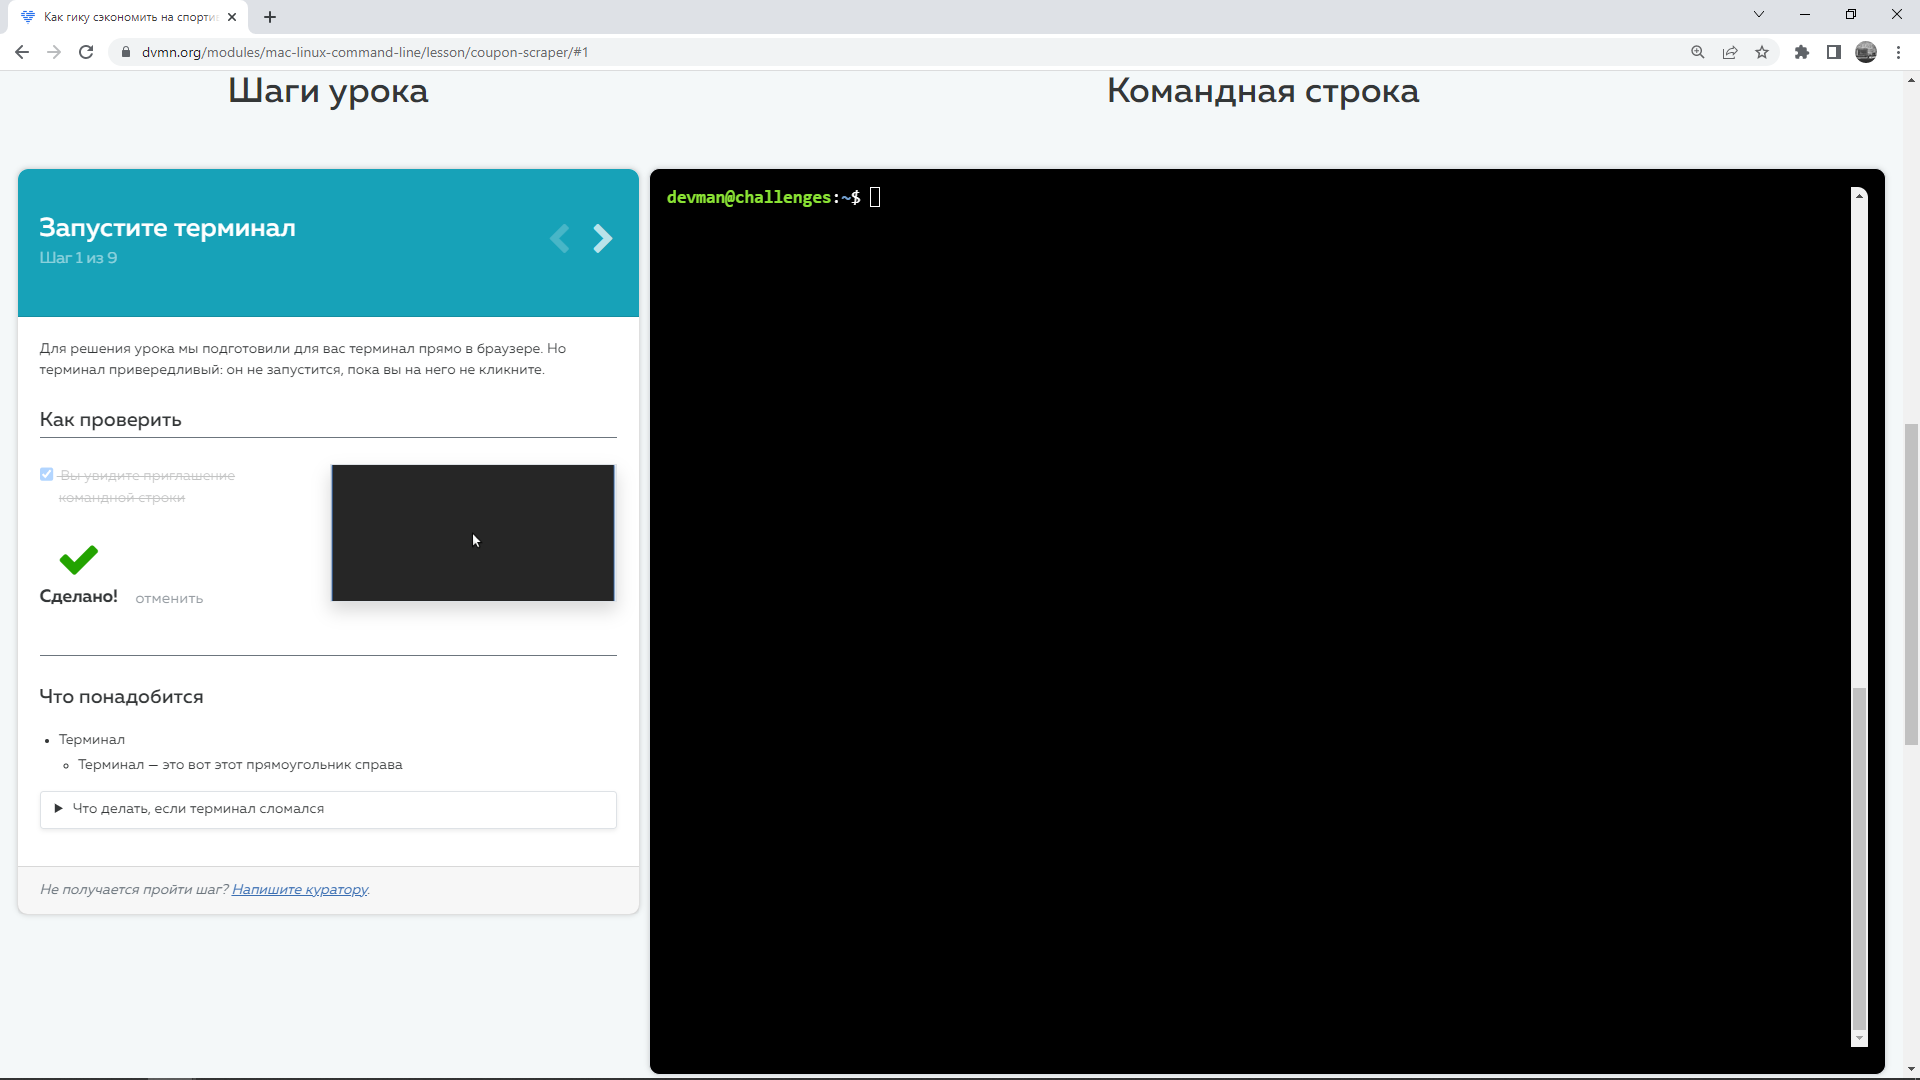 Как гику сэкономить на спорти
dvmn.org/modules/mac-linux-command-line/lesson/coupon-scraper/#1
Шаги урока
Командная строка
Запустите терминал
Шаг 1 из 9
Для решения урока мы подготовили для вас терминал прямо в браузере. Но
терминал привередливый: он не запустится, пока вы на него не кликните.
Как проверить
Вы увидите приглашение
командной строки
Сделано! отменить
Что понадобится
Терминал
Терминал — это вот этот прямоугольник справа
Что делать, если терминал сломался
Не получается пройти шаг? Напишите куратору.
devman@challenges:~$